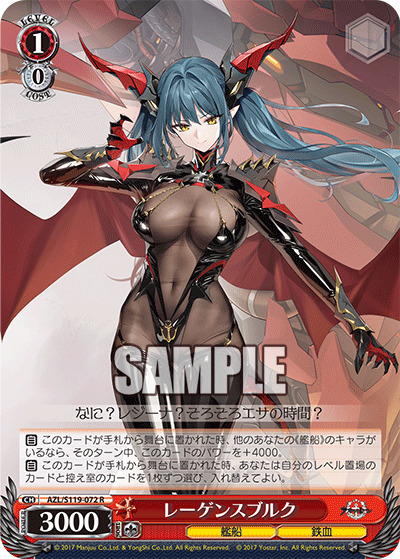 LEVEL
1
0
COST
SAMPLE
なに？レジーナ？そろそろエサの時間？
自 このカードが手札から舞台に置かれた時、他のあなたの《艦船》のキャラ
がいるなら、そのターン中、このカードのパワーを+4000。
自 このカードが手札から舞台に置かれた時、あなたは自分のレベル置場の
カードと控え室のカードを1枚ずつ選び、入れ替えてよい。
CH AZL/S119-072 R
レーゲンスブルク
3000
艦船 鉄血
© 2017 Manjuu Co.,Ltd. & YongShi Co.,Ltd. All Rights Reserved. © 2017 Yostar, Inc. All Rights Reserved.